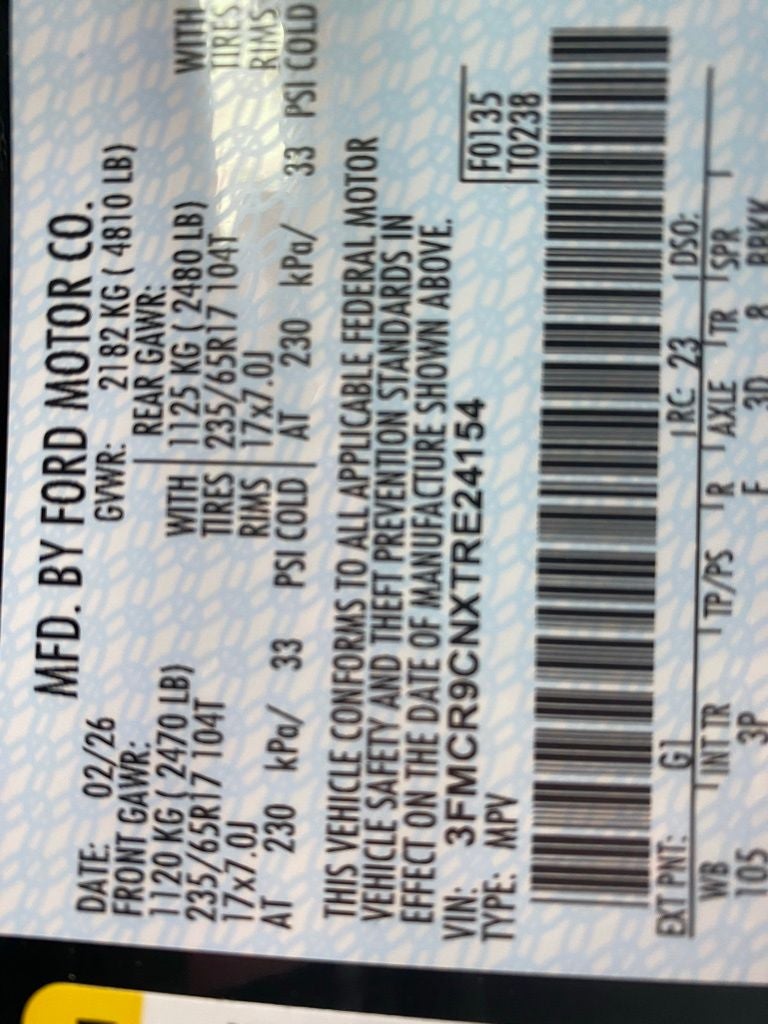 MFD. BY FORD MOTOR CO.
DATE: 02/26 GVWR: 2182 KG ( 4810 LB)
FRONT GAWR: REAR GAWR:
1120 KG ( 2470 LB) WITH 1125 KG ( 2480 LB) WITH
235/65R17 104T TIRES 235/65R17 104T TIRES
17x7.0J RIMS 17x7.0J RIMS
AT 230 kPa/ 33 PSI COLD AT 230 kPa/ 33 PSI COLD
THIS VEHICLE CONFORMS TO ALL APPLICABLE FEDERAL MOTOR
VEHICLE SAFETY AND THEFT PREVENTION STANDARDS IN
EFFECT ON THE DATE OF MANUFACTURE SHOWN ABOVE.
VIN: 3FMCR9CNXTRE24154 F0135
TYPE: MPV T0238
EXT PNT: G1 RC: 23 DSO:
WB INT TR TP/PS R AXLE TR SPR
105 3P F 3D 8